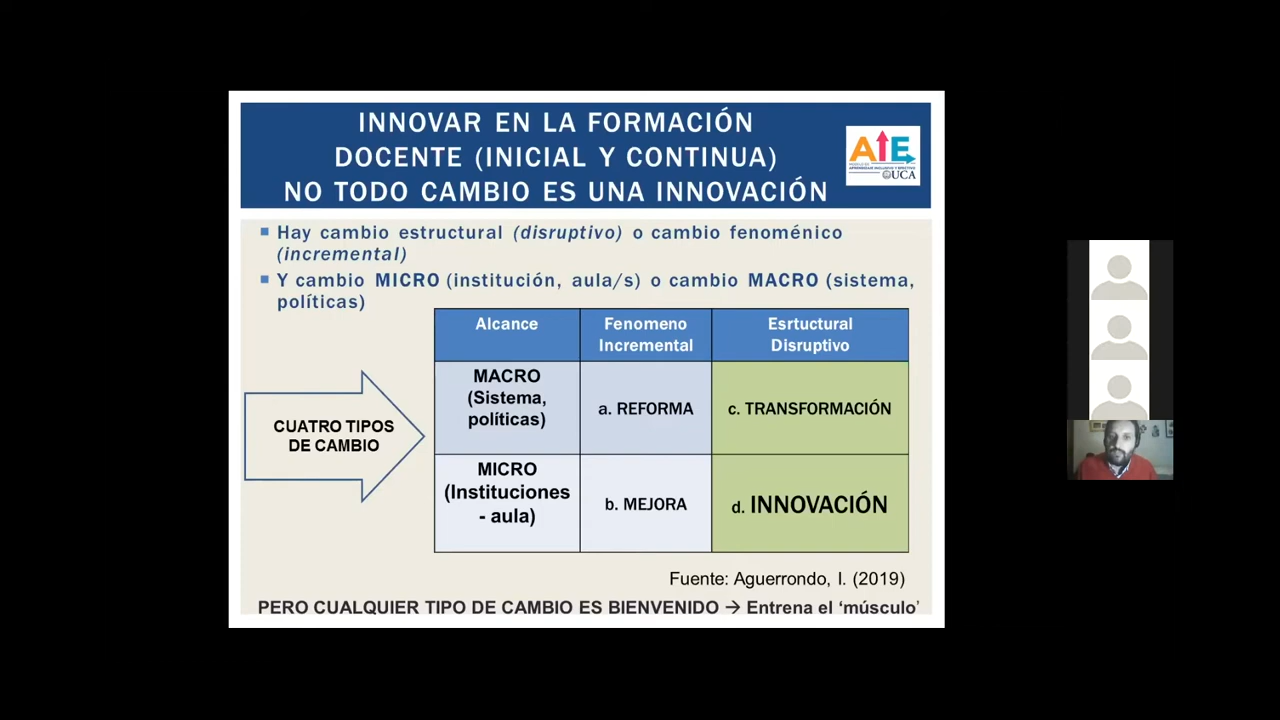 INNOVAR EN LA FORMACIÓN
DOCENTE (INICIAL Y CONTINUA)
NO TODO CAMBIO ES UNA INNOVACIÓN
AIE
UCA
Hay cambio estructural (disruptivo) o cambio fenoménico
(incremental)
Y cambio MICRO (institución, aula/s) o cambio MACRO (sistema,
políticas)
CUATRO TIPOS
DE CAMBIO
Alcance
Fenomeno
Incremental
Esrtuctural
Disruptivo
MACRO
(Sistema,
políticas)
a. REFORMA
c. TRANSFORMACIÓN
MICRO
(Instituciones
- aula)
b. MEJORA
d. INNOVACIÓN
Fuente: Aguerrondo, I. (2019)
PERO CUALQUIER TIPO DE CAMBIO ES BIENVENIDO → Entrena el ‘músculo’